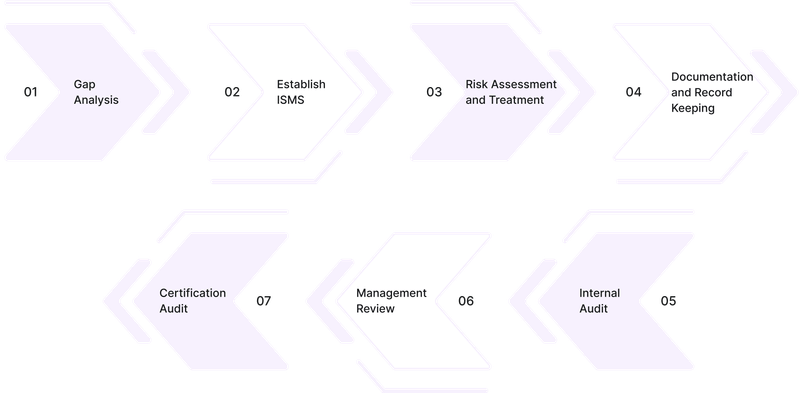 01
Gap
Analysis
02
Establish
ISMS
03
Risk Assessment
and Treatment
04
Documentation
and Record
Keeping
Certification
Audit
07
Management
Review
06
Internal
Audit
05